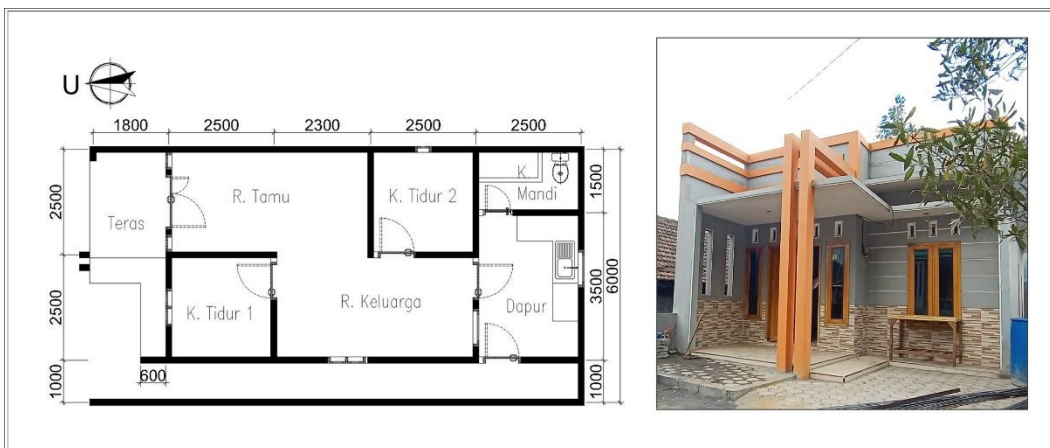 U
1800 2500 2300 2500 2500
2500
2500
1000
1500
3500
6000
1000
600
Teras
R. Tamu
K. Tidur 2
K.
Mandi
K. Tidur 1
R. Keluarga
Dapur